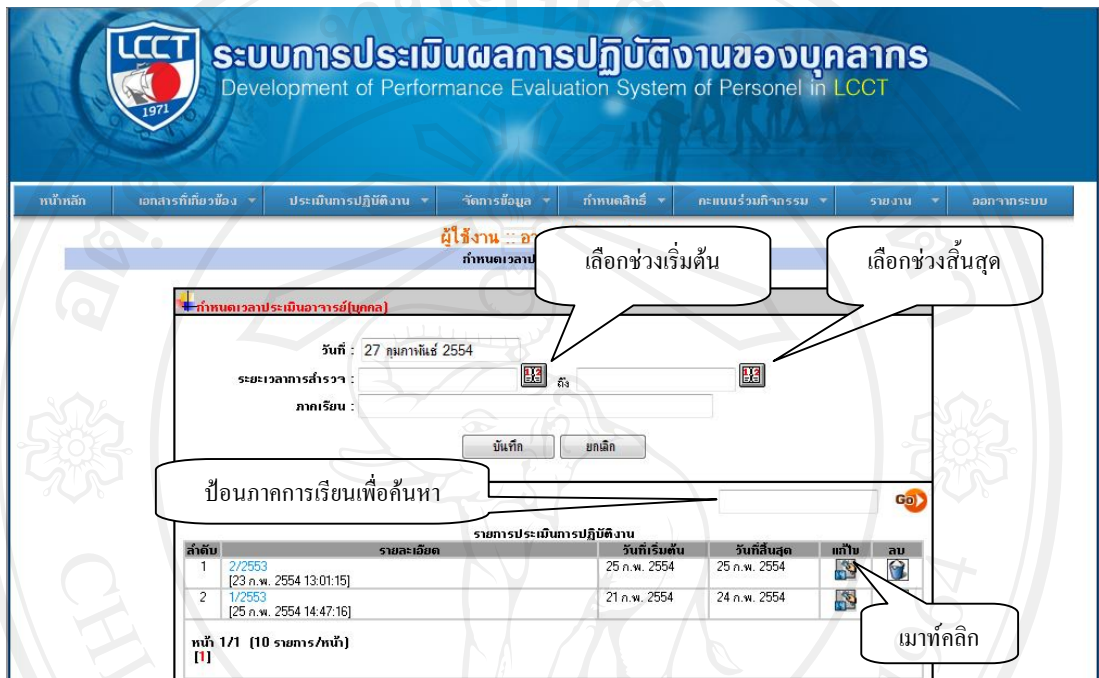 LCCT
1971
ระบบการประเมินผลการปฏิบัติงานของบุคลากร
Development of Performance Evaluation System of Personel in LCCT
หน้าหลัก เอกสารที่เกี่ยวข้อง ประเมินการปฏิบัติงาน จัดการข้อมูล กำหนดสิทธิ์ คะแนนร่วมกิจกรรม รายงาน ออกจากระบบ
ผู้ใช้งาน :: อา
กำหนดเวลาป
เลือกช่วงเริ่มต้น
เลือกช่วงสิ้นสุด
กำหนดเวลาประเมินอาจารย์(บุคคล)
วันที่ : 27 กุมภาพันธ์ 2554
ระยะเวลาการสำรวจ : ถึง
ภาคเรียน :
บันทึก ยกเลิก
ป้อนภาคการเรียนเพื่อค้นหา
Go
รายการประเมินการปฏิบัติงาน
ลำดับ รายละเอียด วันที่เริ่มต้น วันที่สิ้นสุด แก้ไข ลบ
1 2/2553 25 ก.พ. 2554 25 ก.พ. 2554
[23 ก.พ. 2554 13:01:15]
2 1/2553 21 ก.พ. 2554 24 ก.พ. 2554
[25 ก.พ. 2554 14:47:16]
เมาท์คลิก
หน้า 1/1 (10 รายการ/หน้า)
[1]